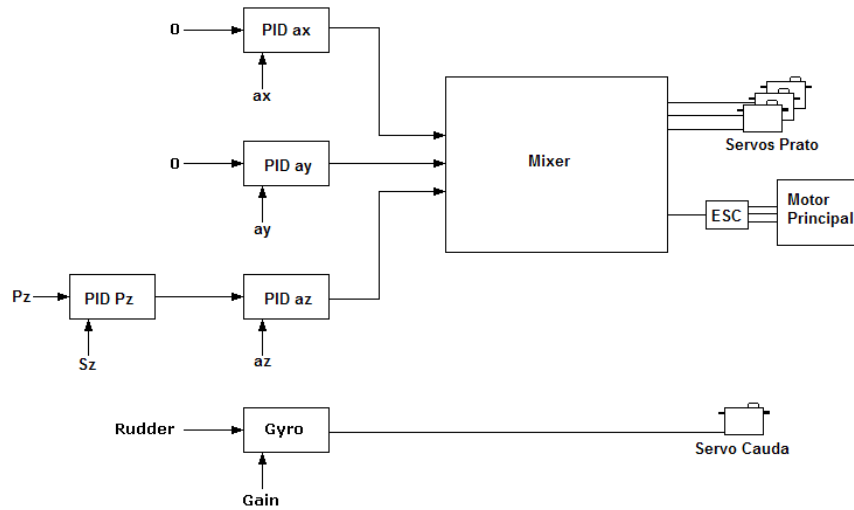 0
PID ax
ax
0
PID ay
ay
Mixer
Servos Prato
ESC
Motor
Principal
Pz
PID Pz
Sz
PID az
az
Rudder
Gyro
Gain
Servo Cauda